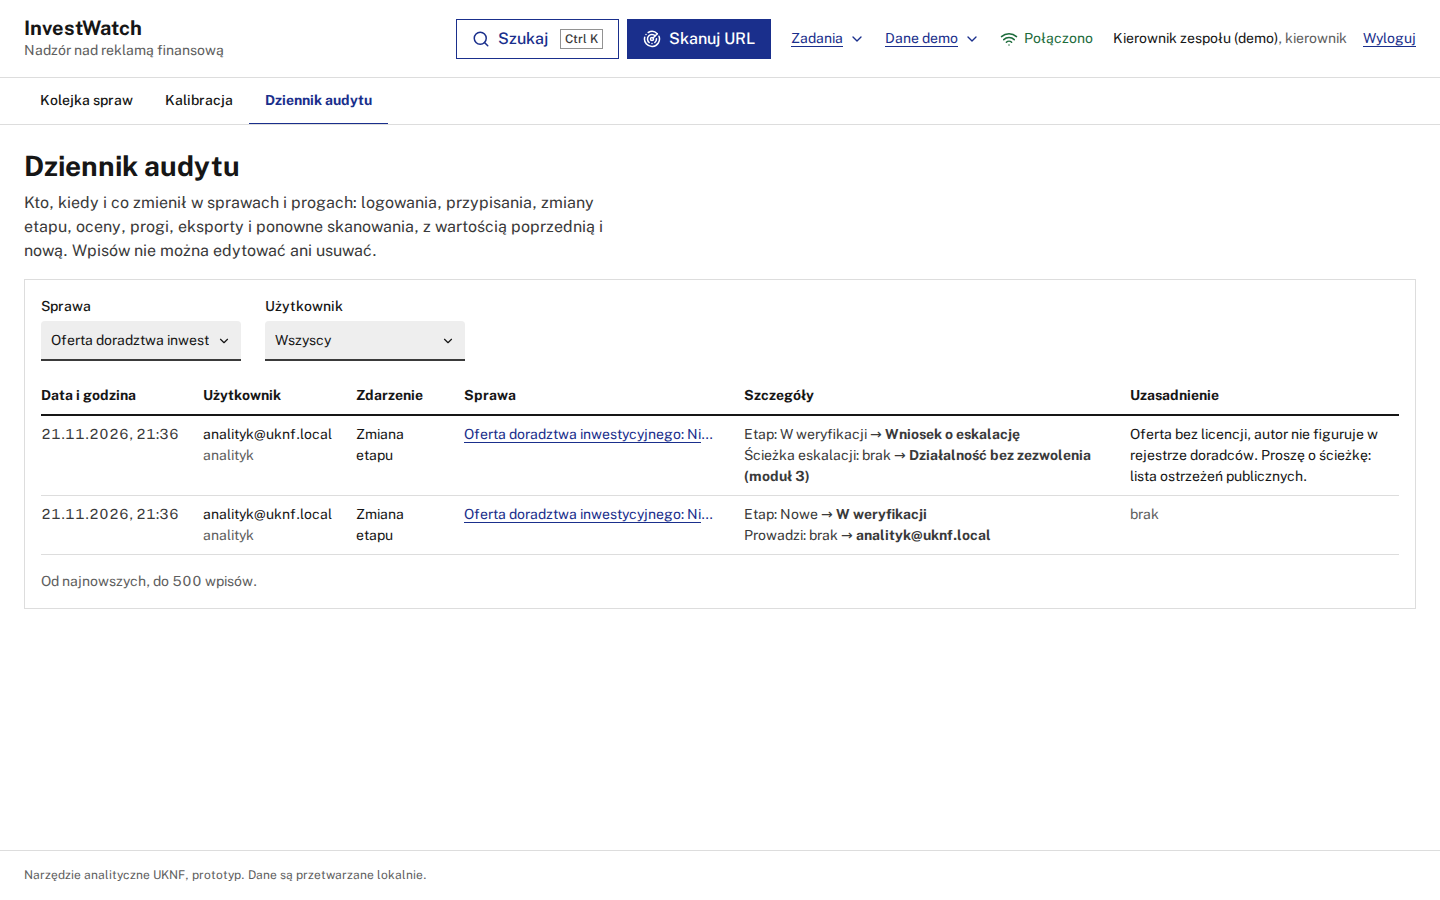 InvestWatch
Nadzór nad reklamą finansową
Szukaj Ctrl K
Skanuj URL
Zadania
Dane demo
Połączono
Kierownik zespołu (demo), kierownik
Wyloguj
Kolejka spraw
Kalibracja
Dziennik audytu
Dziennik audytu
Kto, kiedy i co zmienił w sprawach i progach: logowania, przypisania, zmiany
etapu, oceny, progi, eksporty i ponowne skanowania, z wartością poprzednią i
nową. Wpisów nie można edytować ani usuwać.
Sprawa
Użytkownik
Oferta doradztwa inwest
Wszyscy
Data i godzina Użytkownik Zdarzenie Sprawa Szczegóły Uzasadnienie
21.11.2026, 21:36
analityk@uknf.local
analityk
Zmiana
etapu
Oferta doradztwa inwestycyjnego: Ni...
Etap: W weryfikacji → Wniosek o eskalację
Ścieżka eskalacji: brak → Działalność bez zezwolenia
(moduł 3)
Oferta bez licencji, autor nie figuruje w
rejestrze doradców. Proszę o ścieżkę:
lista ostrzeżeń publicznych.
21.11.2026, 21:36
analityk@uknf.local
analityk
Zmiana
etapu
Oferta doradztwa inwestycyjnego: Ni...
Etap: Nowe → W weryfikacji
Prowadzi: brak → analityk@uknf.local
brak
Od najnowszych, do 500 wpisów.
Narzędzie analityczne UKNF, prototyp. Dane są przetwarzane lokalnie.